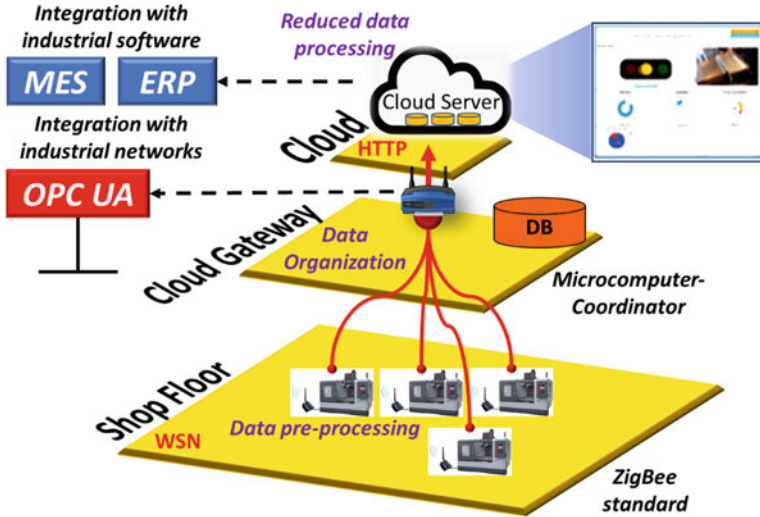 Integration with
industrial software
MES
ERP
Reduced data
processing
Cloud Server
Integration with
industrial networks
OPC UA
Cloud
HTTP
Cloud Gateway
Data
Organization
DB
Microcomputer-
Coordinator
Shop Floor
WSN
Data pre-processing
ZigBee
standard